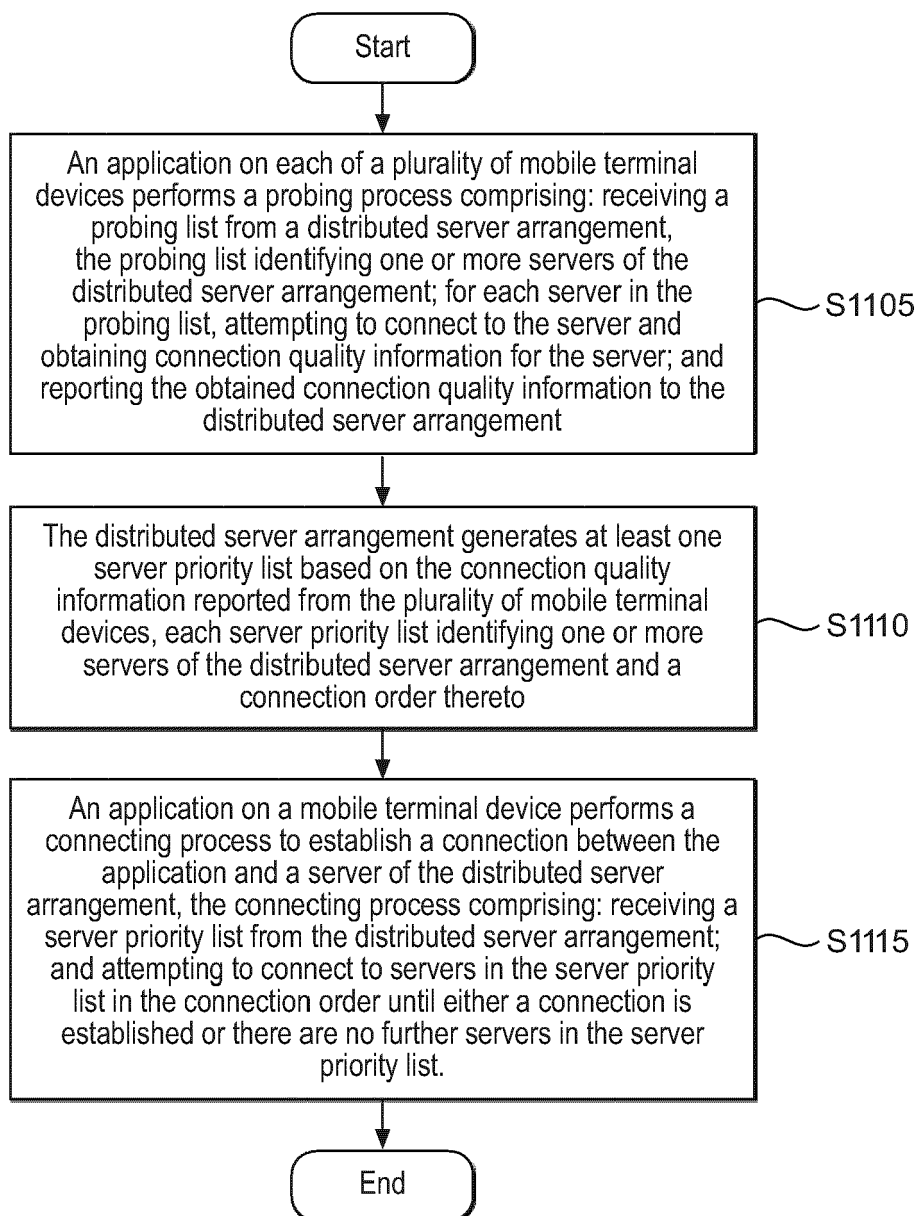 Start
An application on each of a plurality of mobile terminal
devices performs a probing process comprising: receiving a
probing list from a distributed server arrangement,
the probing list identifying one or more servers of the
distributed server arrangement; for each server in the
probing list, attempting to connect to the server and
obtaining connection quality information for the server; and
reporting the obtained connection quality information to the
distributed server arrangement
S1105
The distributed server arrangement generates at least one
server priority list based on the connection quality
information reported from the plurality of mobile terminal
devices, each server priority list identifying one or more
servers of the distributed server arrangement and a
connection order thereto
S1110
An application on a mobile terminal device performs a
connecting process to establish a connection between the
application and a server of the distributed server
arrangement, the connecting process comprising: receiving a
server priority list from the distributed server arrangement;
and attempting to connect to servers in the server priority
list in the connection order until either a connection is
established or there are no further servers in the server
priority list.
S1115
End